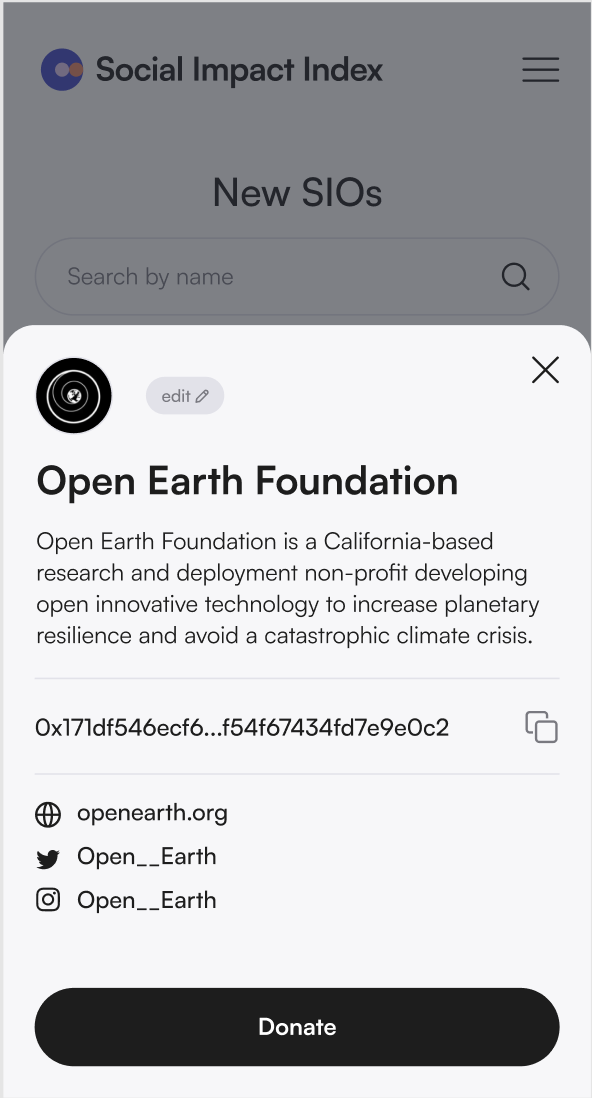 Social Impact Index
New SIOs
Search by name
edit
Open Earth Foundation
Open Earth Foundation is a California-based
research and deployment non-profit developing
open innovative technology to increase planetary
resilience and avoid a catastrophic climate crisis.
0x171df546ecf6...f54f67434fd7e9e0c2
openearth.org
Open__Earth
Open__Earth
Donate